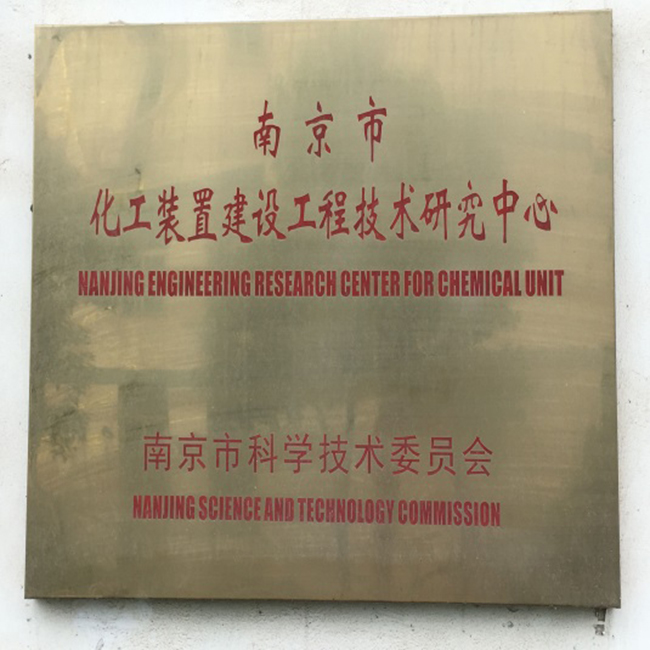 南京市
化工装置建设工程技术研究中心
NANJING ENGINEERING RESEARCH CENTER FOR CHEMICAL UNIT
南京市科学技术委员会
NANJING SCIENCE AND TECHNOLOGY COMMISSION